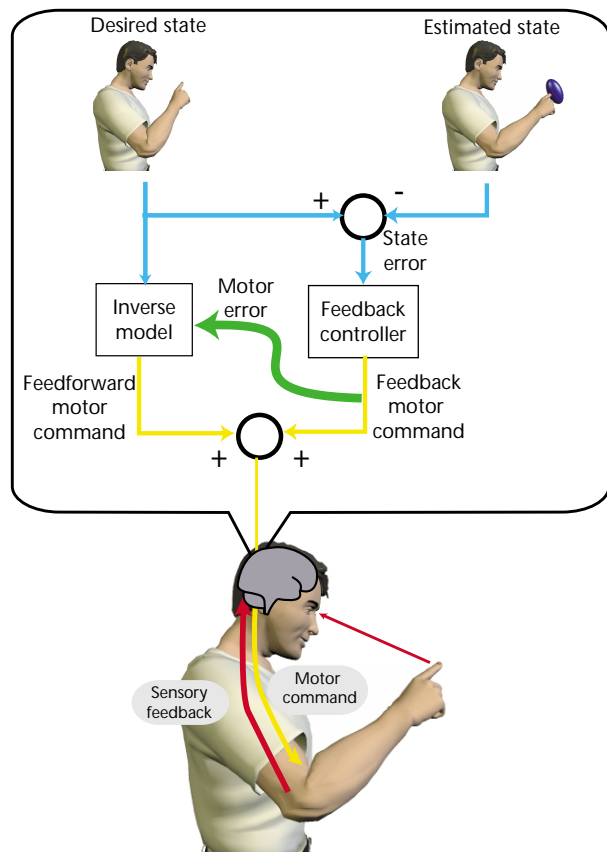 Desired state
Estimated state
+
-
State
error
Motor
error
Inverse
model
Feedback
controller
Feedforward
motor
command
Feedback
motor
command
+
+
Sensory
feedback
Motor
command